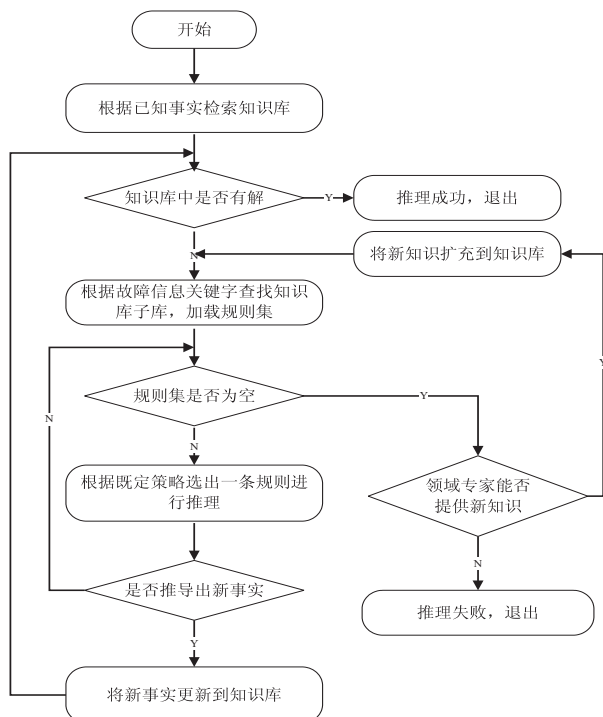 开始
根据已知事实检索知识库
知识库中是否有解
Y
推理成功，退出
N
将新知识扩充到知识库
根据故障信息关键字查找知识
库子库，加载规则集
Y
规则集是否为空
Y
N
N
根据既定策略选出一条规则进
行推理
领域专家能否
提供新知识
N
是否推导出新事实
推理失败，退出
Y
将新事实更新到知识库